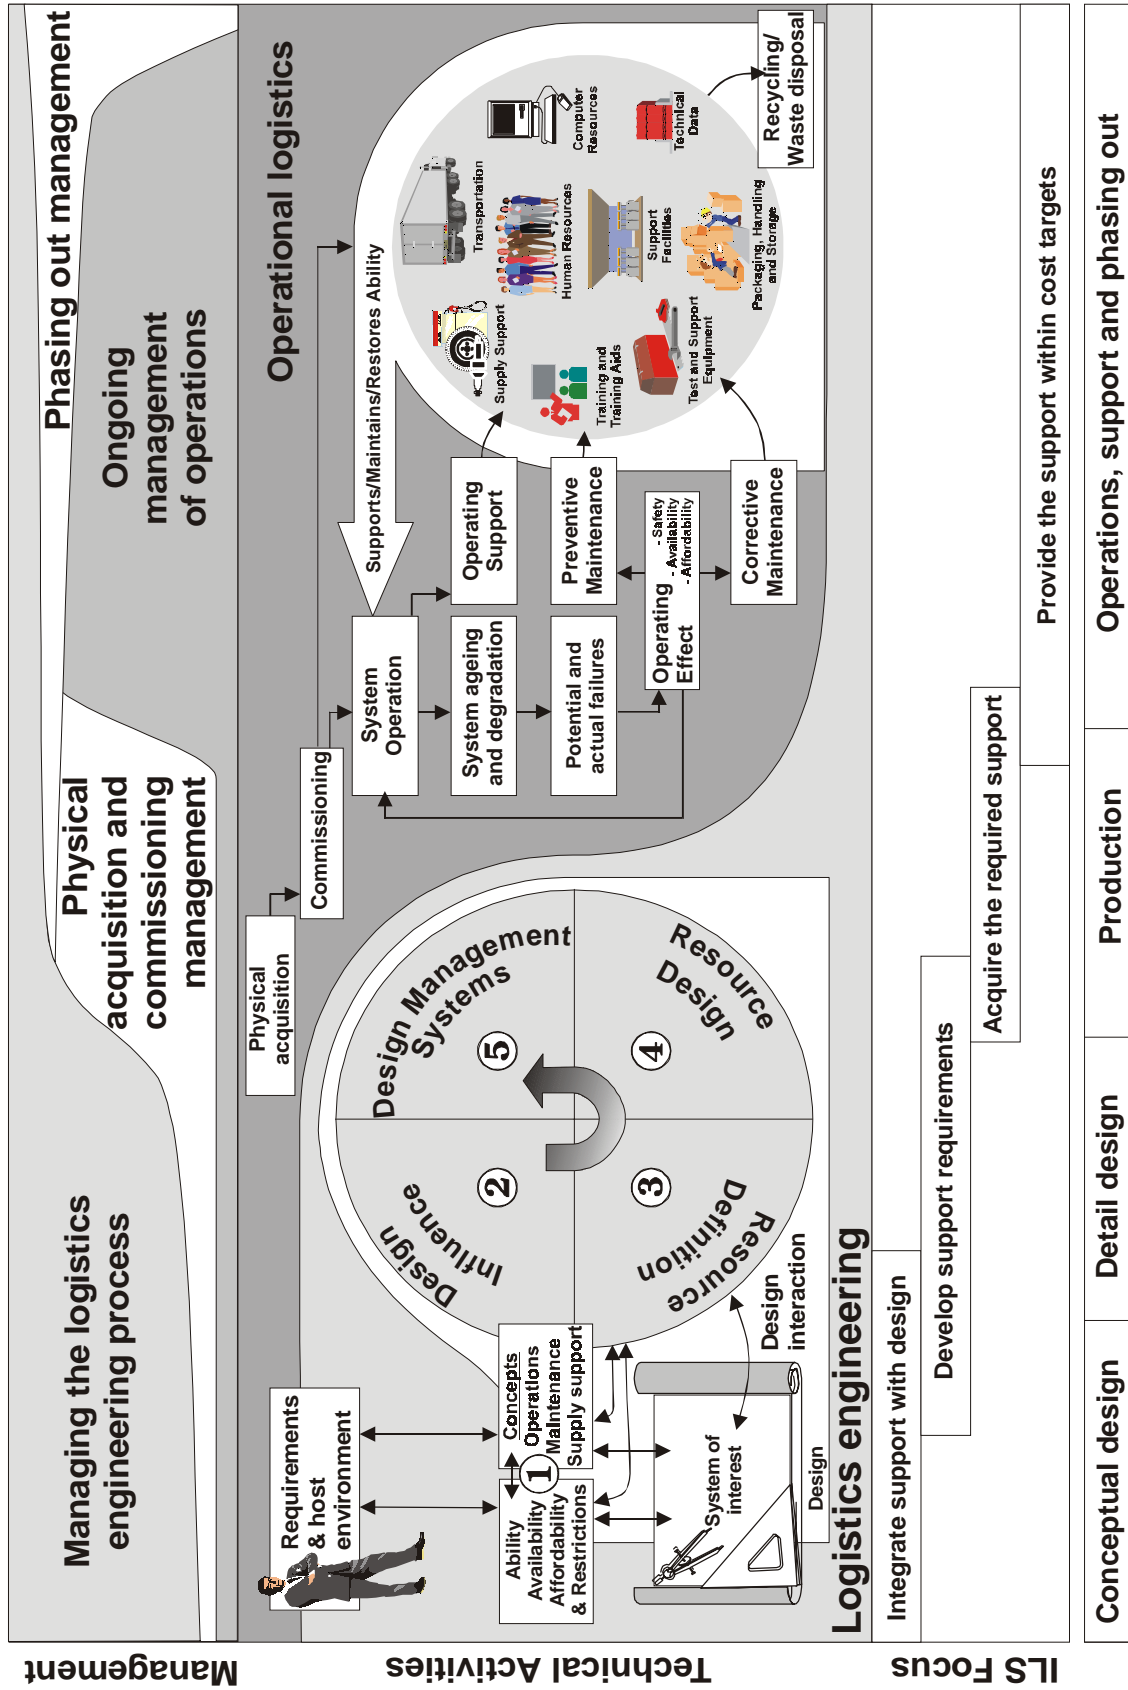 Management
Managing the logistics
engineering process
Physical
acquisition and
commissioning
management
Ongoing
management
of operations
Phasing out management
Technical Activities
Operational logistics
Physical
acquisition
Commissioning
Requirements
& host
environment
Supports/Maintains/Restores Ability
System
Operation
System ageing
and degradation
Potential and
actual failures
Operating
Effect
- Safety
- Availability
- Affordability
Operating
Support
Preventive
Maintenance
Corrective
Maintenance
Supply Support
Transportation
Computer
Resources
Human Resources
Training and
Training Aids
Support
Facilities
Test and Support
Equipment
Packaging, Handling
and Storage
Technical
Data
Recycling/
Waste disposal
Design
Influence
2
Design Management
Systems
5
Resource
Definition
3
Resource
Design
4
Concepts
Operations
Maintenance
Supply support
1
Ability
Availability
Affordability
& Restrictions
System of
interest
Design
Design
interaction
Logistics engineering
ILS Focus
Integrate support with design
Develop support requirements
Acquire the required support
Provide the support within cost targets
Conceptual design
Detail design
Production
Operations, support and phasing out